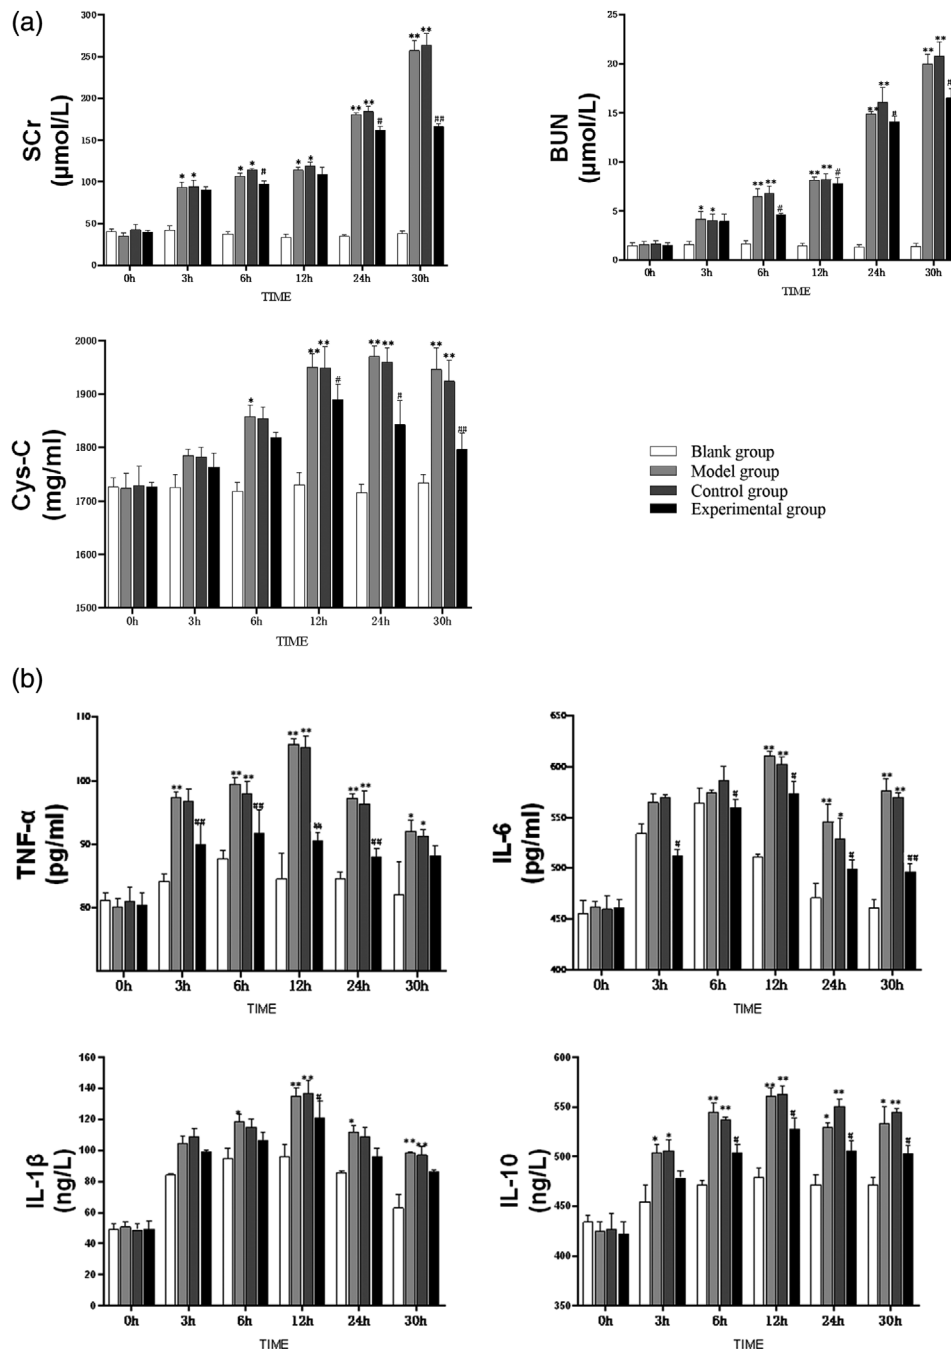 (a)
SCr
(µmol/L)
300
250
200
150
100
50
0
** **
** **
* *
* *
* *
#
#
##
0h 3h 6h 12h 24h 30h
TIME
BUN
(µmol/L)
25
20
15
10
5
0
** **
** **
** **
** **
* *
#
#
#
#
0h 3h 6h 12h 24h 30h
TIME
Cys-C
(mg/ml)
2000
1900
1800
1700
1600
1500
** **
** **
** **
*
#
#
##
0h 3h 6h 12h 24h 30h
TIME
Blank group
Model group
Control group
Experimental group
(b)
TNF-α
(pg/ml)
110
100
90
80
** **
** **
** **
**
* *
##
##
##
##
0h 3h 6h 12h 24h 30h
TIME
IL-6
(pg/ml)
650
600
550
500
450
400
** **
** *
** **
#
#
#
#
##
0h 3h 6h 12h 24h 30h
TIME
IL-1β
(ng/L)
160
140
120
100
80
60
40
20
0
** **
*
*
** **
#
0h 3h 6h 12h 24h 30h
TIME
IL-10
(ng/L)
600
550
500
450
400
350
* *
** **
** **
* **
* **
#
#
#
#
0h 3h 6h 12h 24h 30h
TIME